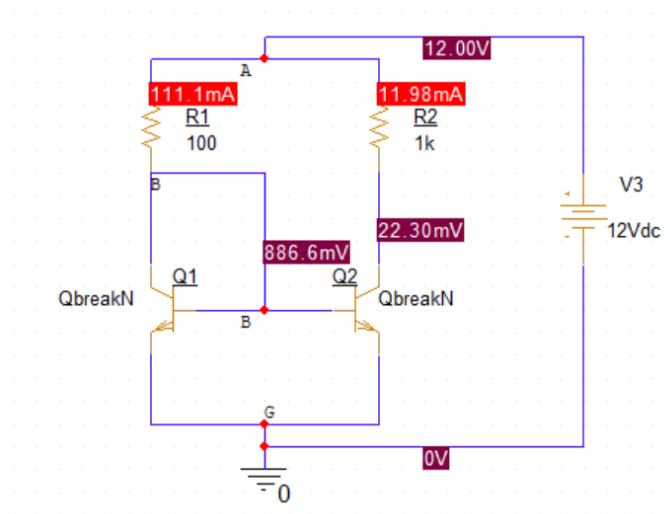 12.00V
A
111.1mA
11.98mA
R1
R2
100
1k
B
V3
12Vdc
22.30mV
886.6mV
Q1
Q2
QbreakN
QbreakN
B
G
0V
0